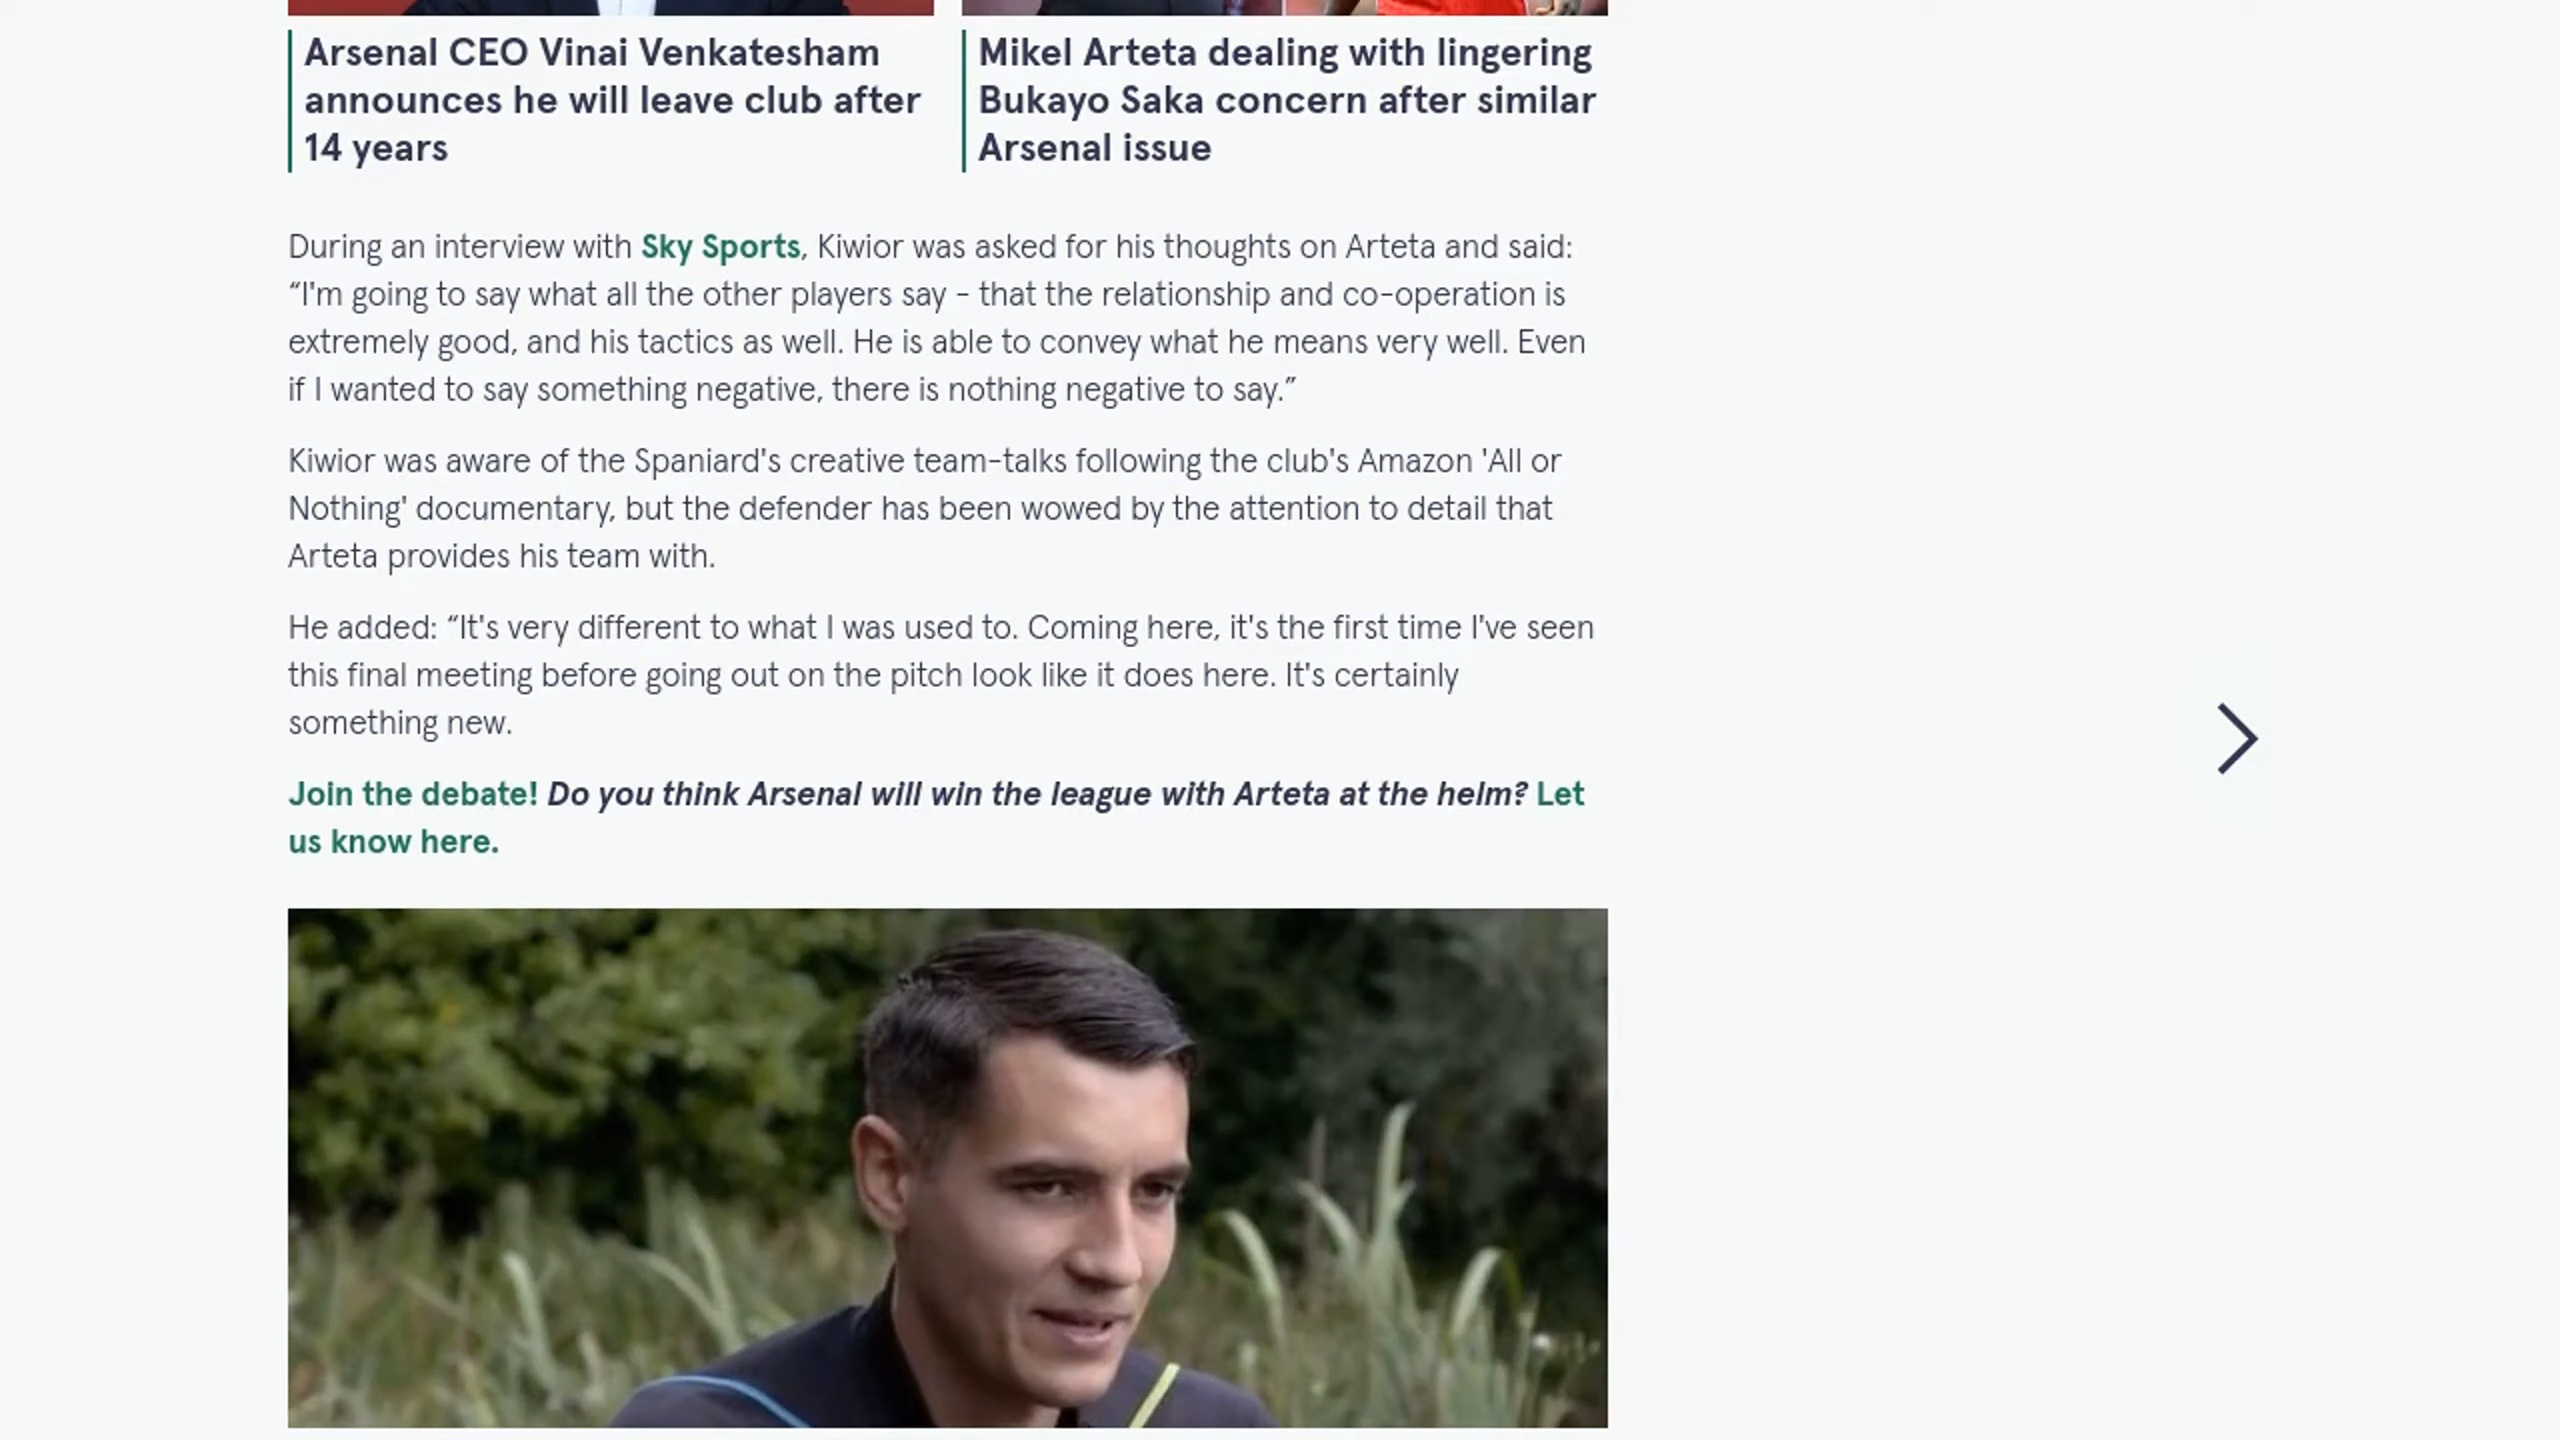 Arsenal CEO Vinai Venkatesham
announces he will leave club after
14 years
Mikel Arteta dealing with lingering
Bukayo Saka concern after similar
Arsenal issue
During an interview with Sky Sports, Kiwior was asked for his thoughts on Arteta and said:
“I'm going to say what all the other players say - that the relationship and co-operation is
extremely good, and his tactics as well. He is able to convey what he means very well. Even
if I wanted to say something negative, there is nothing negative to say.”
Kiwior was aware of the Spaniard's creative team-talks following the club's Amazon 'All or
Nothing' documentary, but the defender has been wowed by the attention to detail that
Arteta provides his team with.
He added: “It's very different to what I was used to. Coming here, it's the first time I've seen
this final meeting before going out on the pitch look like it does here. It's certainly
something new.
Join the debate! Do you think Arsenal will win the league with Arteta at the helm? Let
us know here.